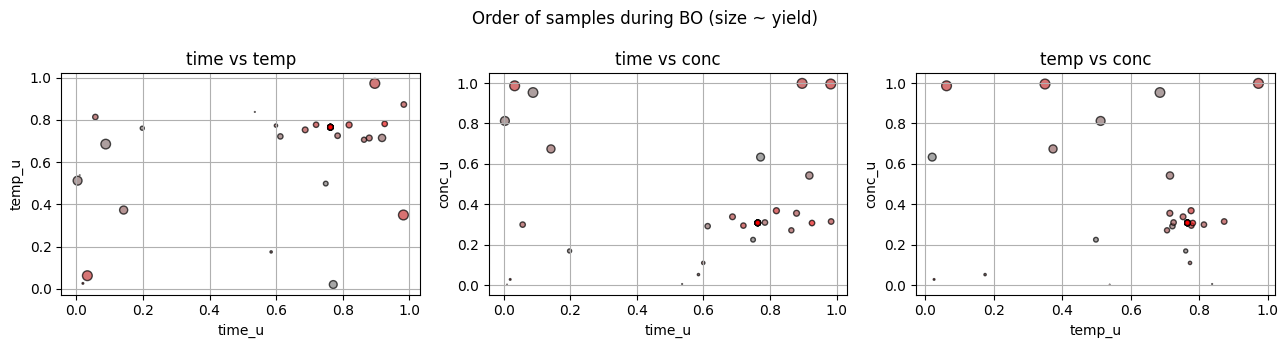 Order of samples during BO (size ~ yield)
time vs temp
time vs conc
temp vs conc
1.0
0.8
0.6
0.4
0.2
0.0
temp_u
0.0 0.2 0.4 0.6 0.8 1.0
time_u
1.0
0.8
0.6
0.4
0.2
0.0
conc_u
0.0 0.2 0.4 0.6 0.8 1.0
time_u
1.0
0.8
0.6
0.4
0.2
0.0
conc_u
0.0 0.2 0.4 0.6 0.8 1.0
temp_u